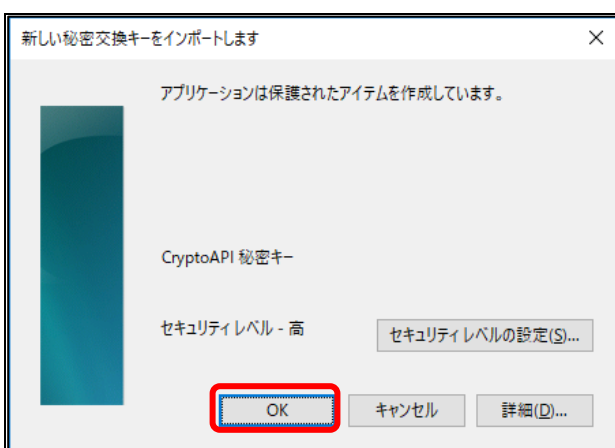 新しい秘密交換キーをインポートします
アプリケーションは保護されたアイテムを作成しています。
CryptoAPI 秘密キー
セキュリティ レベル - 高
セキュリティ レベルの設定(S)...
OK
キャンセル
詳細(D)...